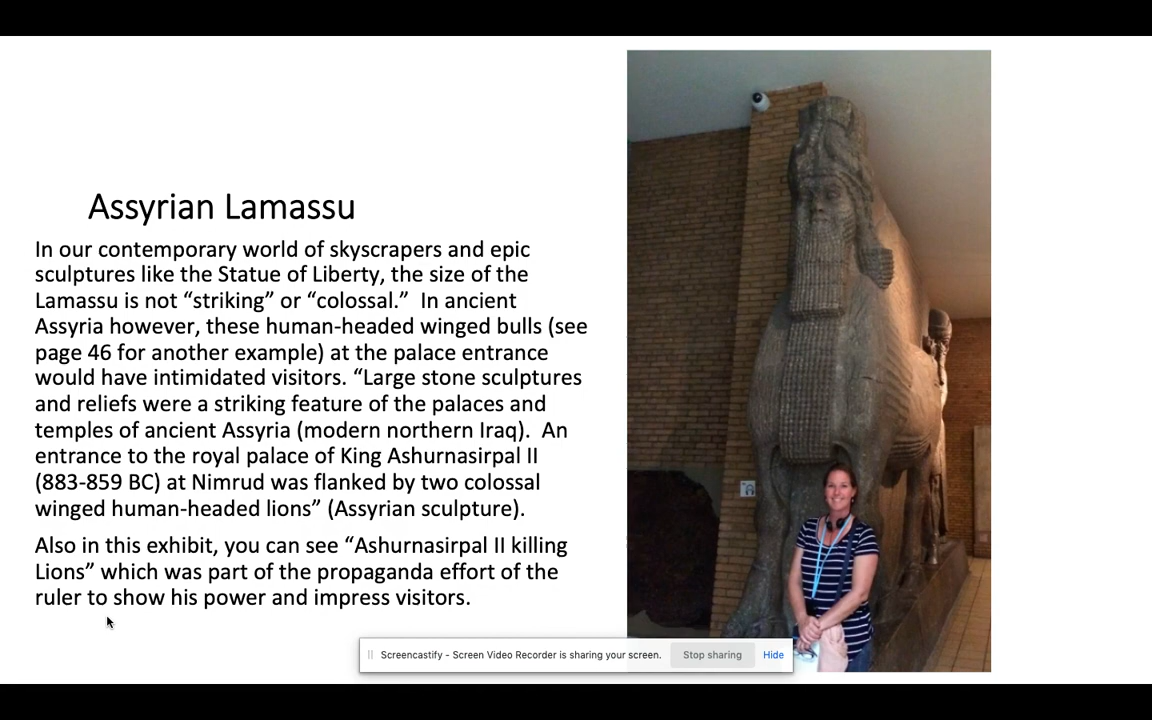 Assyrian Lamassu
In our contemporary world of skyscrapers and epic
sculptures like the Statue of Liberty, the size of the
Lamassu is not “striking” or “colossal.”  In ancient
Assyria however, these human-headed winged bulls (see
page 46 for another example) at the palace entrance
would have intimidated visitors. “Large stone sculptures
and reliefs were a striking feature of the palaces and
temples of ancient Assyria (modern northern Iraq).  An
entrance to the royal palace of King Ashurnasirpal II
(883-859 BC) at Nimrud was flanked by two colossal
winged human-headed lions” (Assyrian sculpture).
Also in this exhibit, you can see “Ashurnasirpal II killing
Lions” which was part of the propaganda effort of the
ruler to show his power and impress visitors.
Screencastify - Screen Video Recorder is sharing your screen.
Stop sharing
Hide